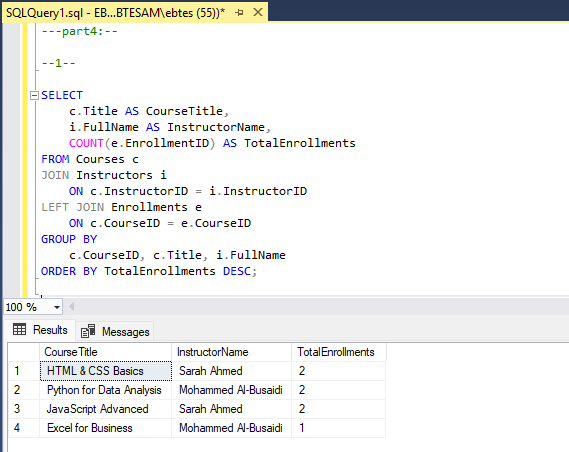 SQLQuery1.sql - EB...BTESAM\ebtes (55))*
---part4:--
--1--
SELECT
c.Title AS CourseTitle,
i.FullName AS InstructorName,
COUNT(e.EnrollmentID) AS TotalEnrollments
FROM Courses c
JOIN Instructors i
ON c.InstructorID = i.InstructorID
LEFT JOIN Enrollments e
ON c.CourseID = e.CourseID
GROUP BY
c.CourseID, c.Title, i.FullName
ORDER BY TotalEnrollments DESC;
100 %
Results Messages
CourseTitle InstructorName TotalEnrollments
1 HTML & CSS Basics Sarah Ahmed 2
2 Python for Data Analysis Mohammed Al-Busaidi 2
3 JavaScript Advanced Sarah Ahmed 2
4 Excel for Business Mohammed Al-Busaidi 1